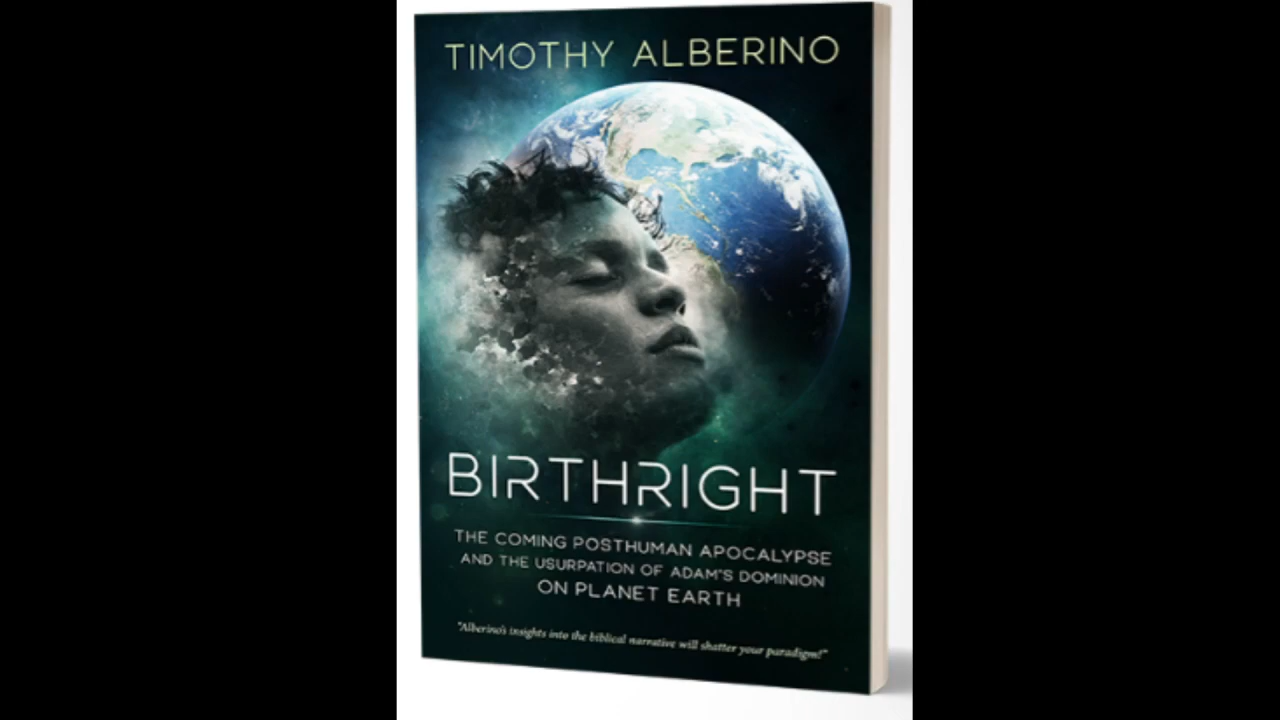 TIMOTHY ALBERINO
BIRTHRIGHT
THE COMING POSTHUMAN APOCALYPSE
AND THE USURPATION OF ADAM'S DOMINION
ON PLANET EARTH
"Alberino's insights into the biblical narrative will shatter your paradigm!"